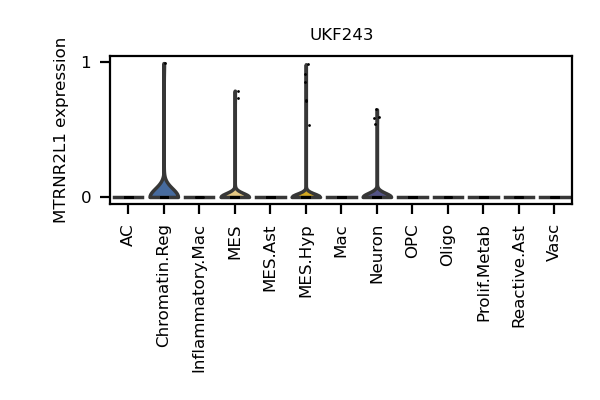 UKF243
MTRNR2L1 expression
1
0
AC
Chromatin.Reg
Inflammatory.Mac
MES
MES.Ast
MES.Hyp
Mac
Neuron
OPC
Oligo
Prolif.Metab
Reactive.Ast
Vasc